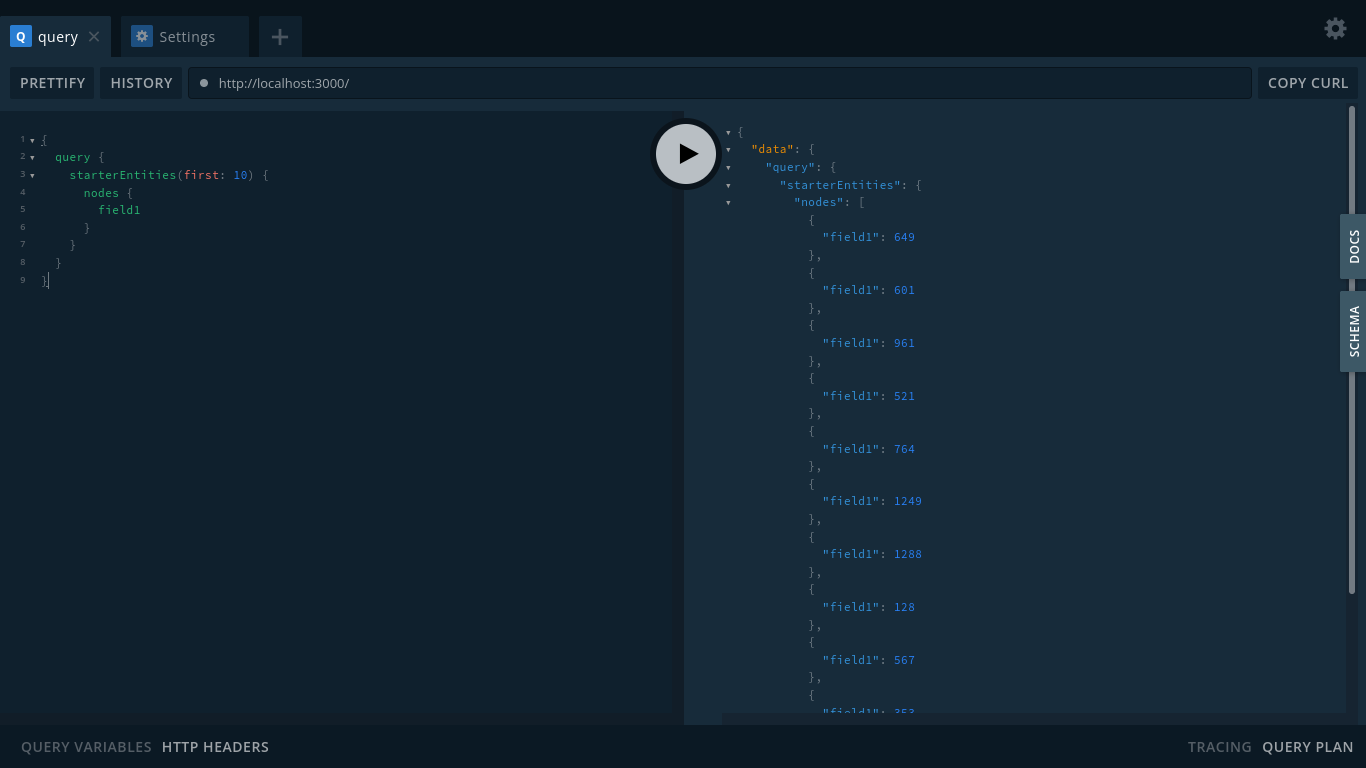 Q query
Settings
PRETTIFY
HISTORY
http://localhost:3000/
COPY CURL
1 {
2 query {
3 starterEntities(first: 10) {
4 nodes {
5 field1
6 }
7 }
8 }
9 }
{
"data": {
"query": {
"starterEntities": {
"nodes": [
{
"field1": 649
},
{
"field1": 601
},
{
"field1": 961
},
{
"field1": 521
},
{
"field1": 764
},
{
"field1": 1249
},
{
"field1": 1288
},
{
"field1": 128
},
{
"field1": 567
},
{
"field1": 353
DOCS
SCHEMA
QUERY VARIABLES
HTTP HEADERS
TRACING
QUERY PLAN